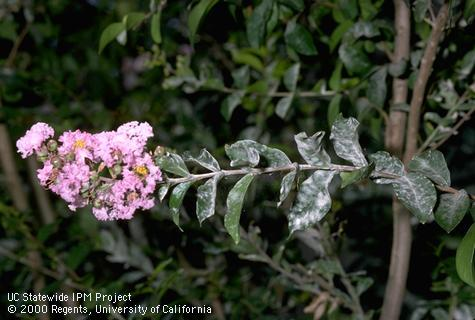 UC Statewide IPM Project
© 2000 Regents, University of California